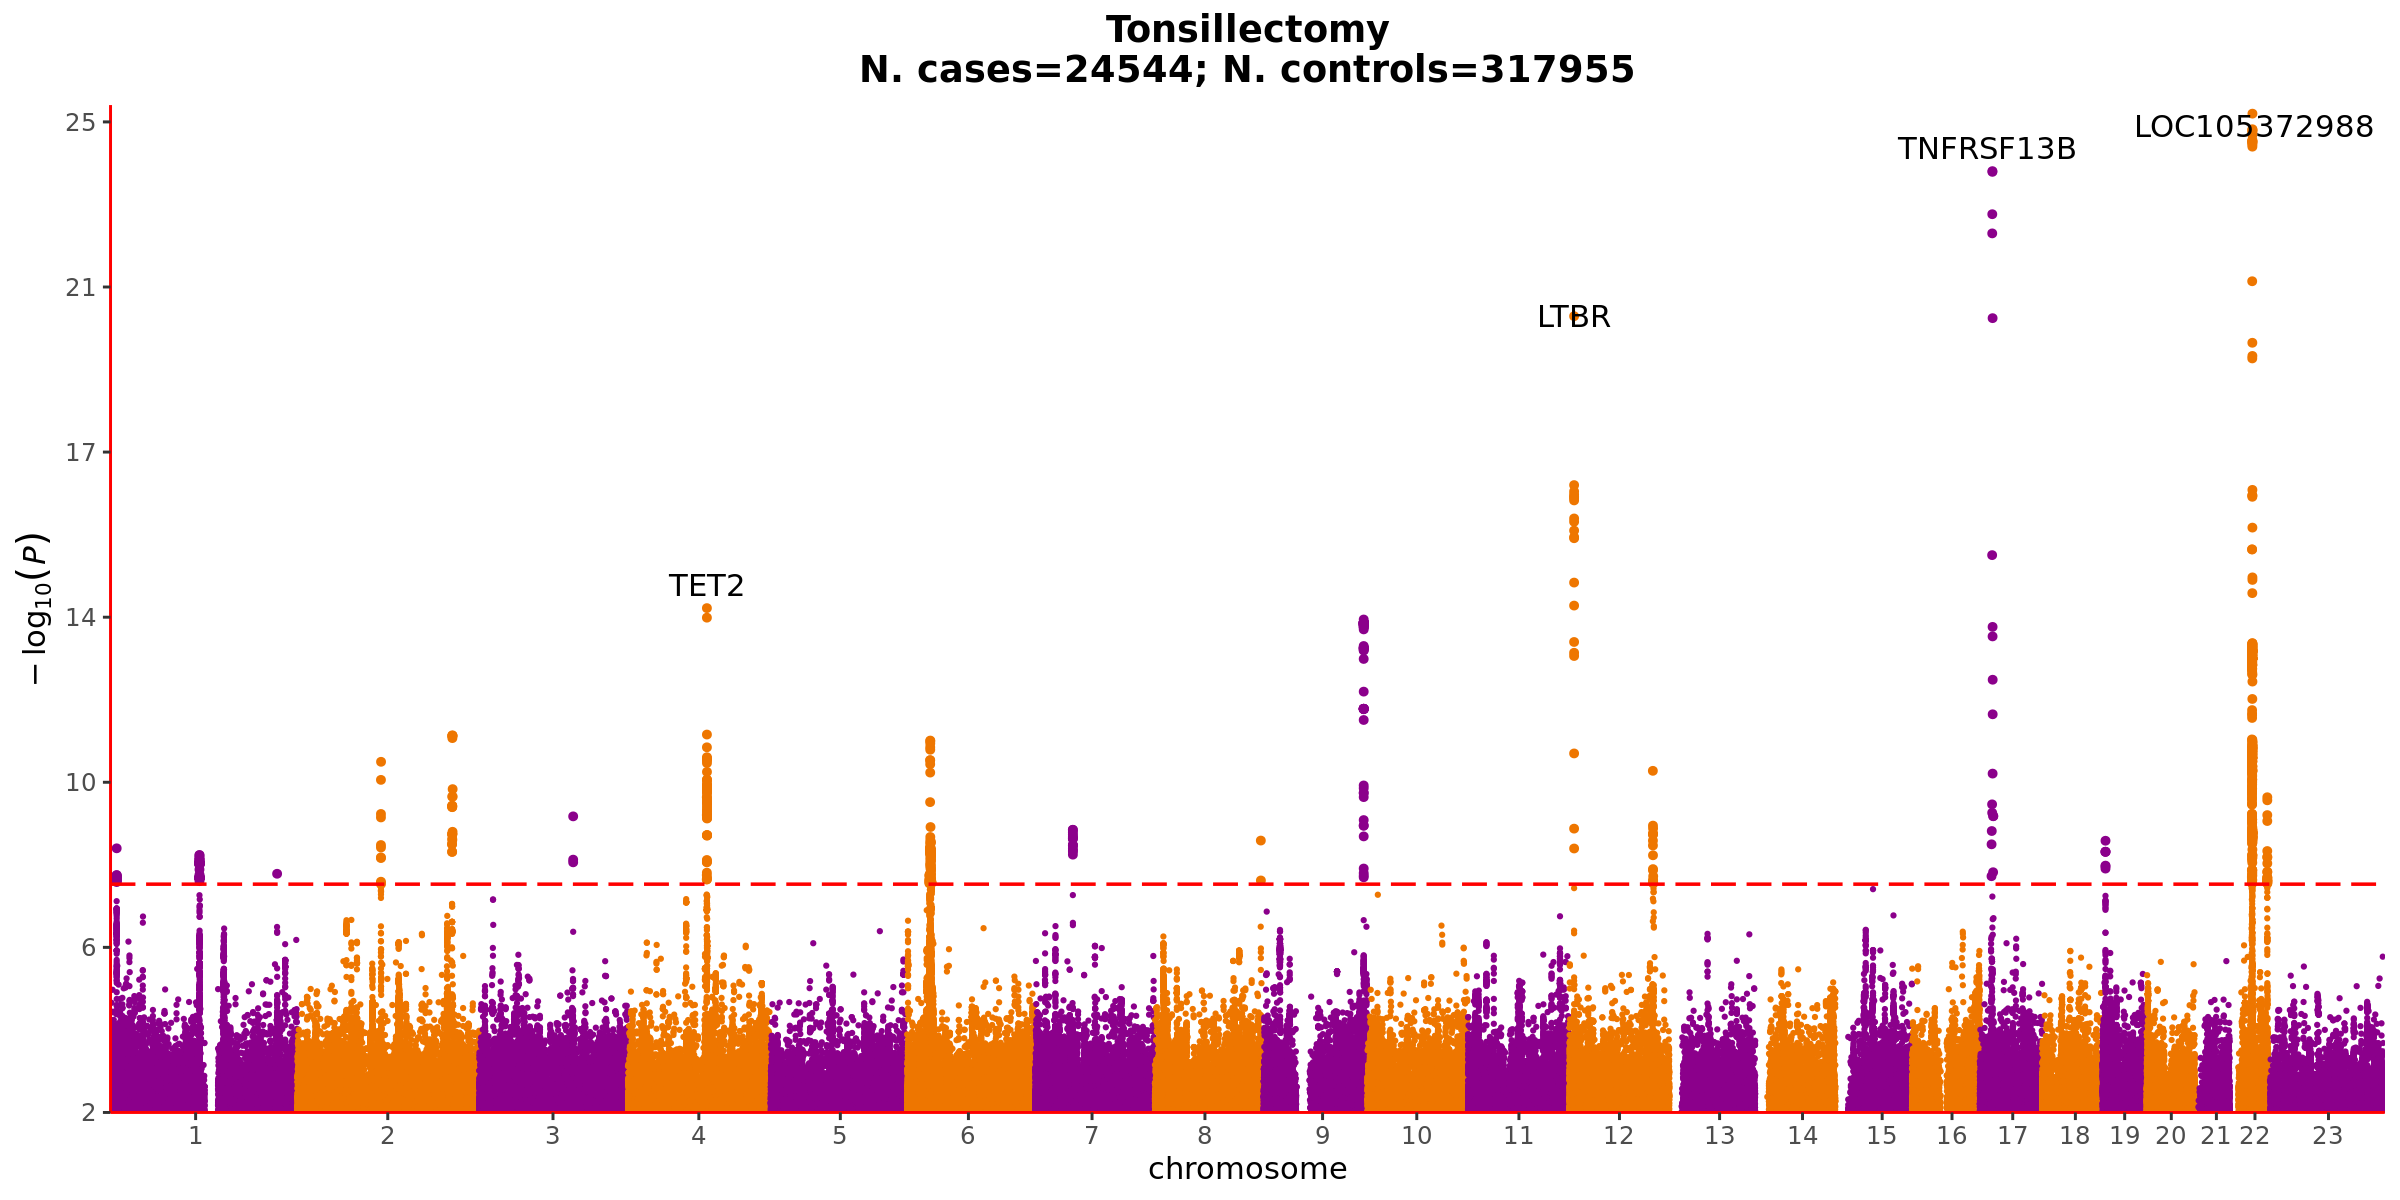 Tonsillectomy
N. cases=24544; N. controls=317955
25
LOC105372988
TNFRSF13B
21
LTBR
17
TET2
14
10
6
2
−log10(P)
1 2 3 4 5 6 7 8 9 10 11 12 13 14 15 16 17 18 19 20 21 22 23
chromosome